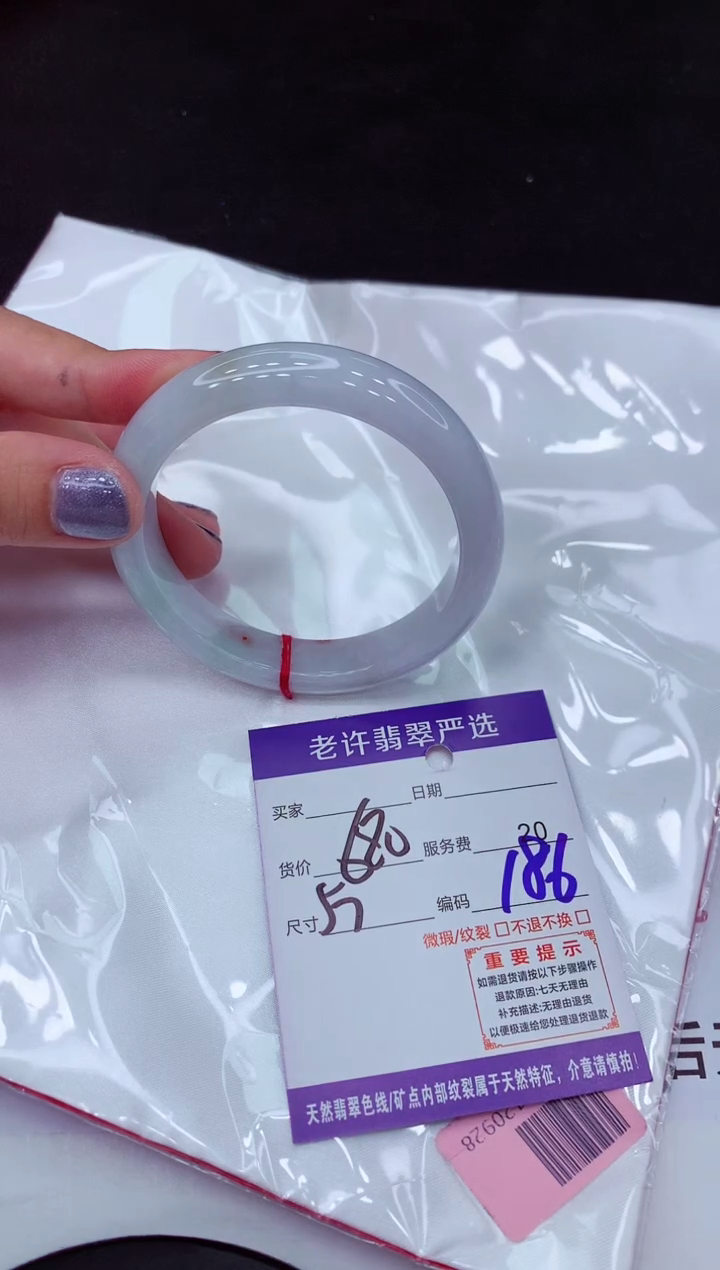 老许翡翠严选
买家 日期
货价 680 服务费 20
尺寸 57 编码 186
微瑕/纹裂 □ 不退不换 □
重要提示
如需退货请按以下步骤操作
退款原因:七天无理由
补充描述:无理由退货
以便极速给您处理退货退款
天然翡翠色线/矿点内部纹裂属于天然特征，介意请慎拍!
20928